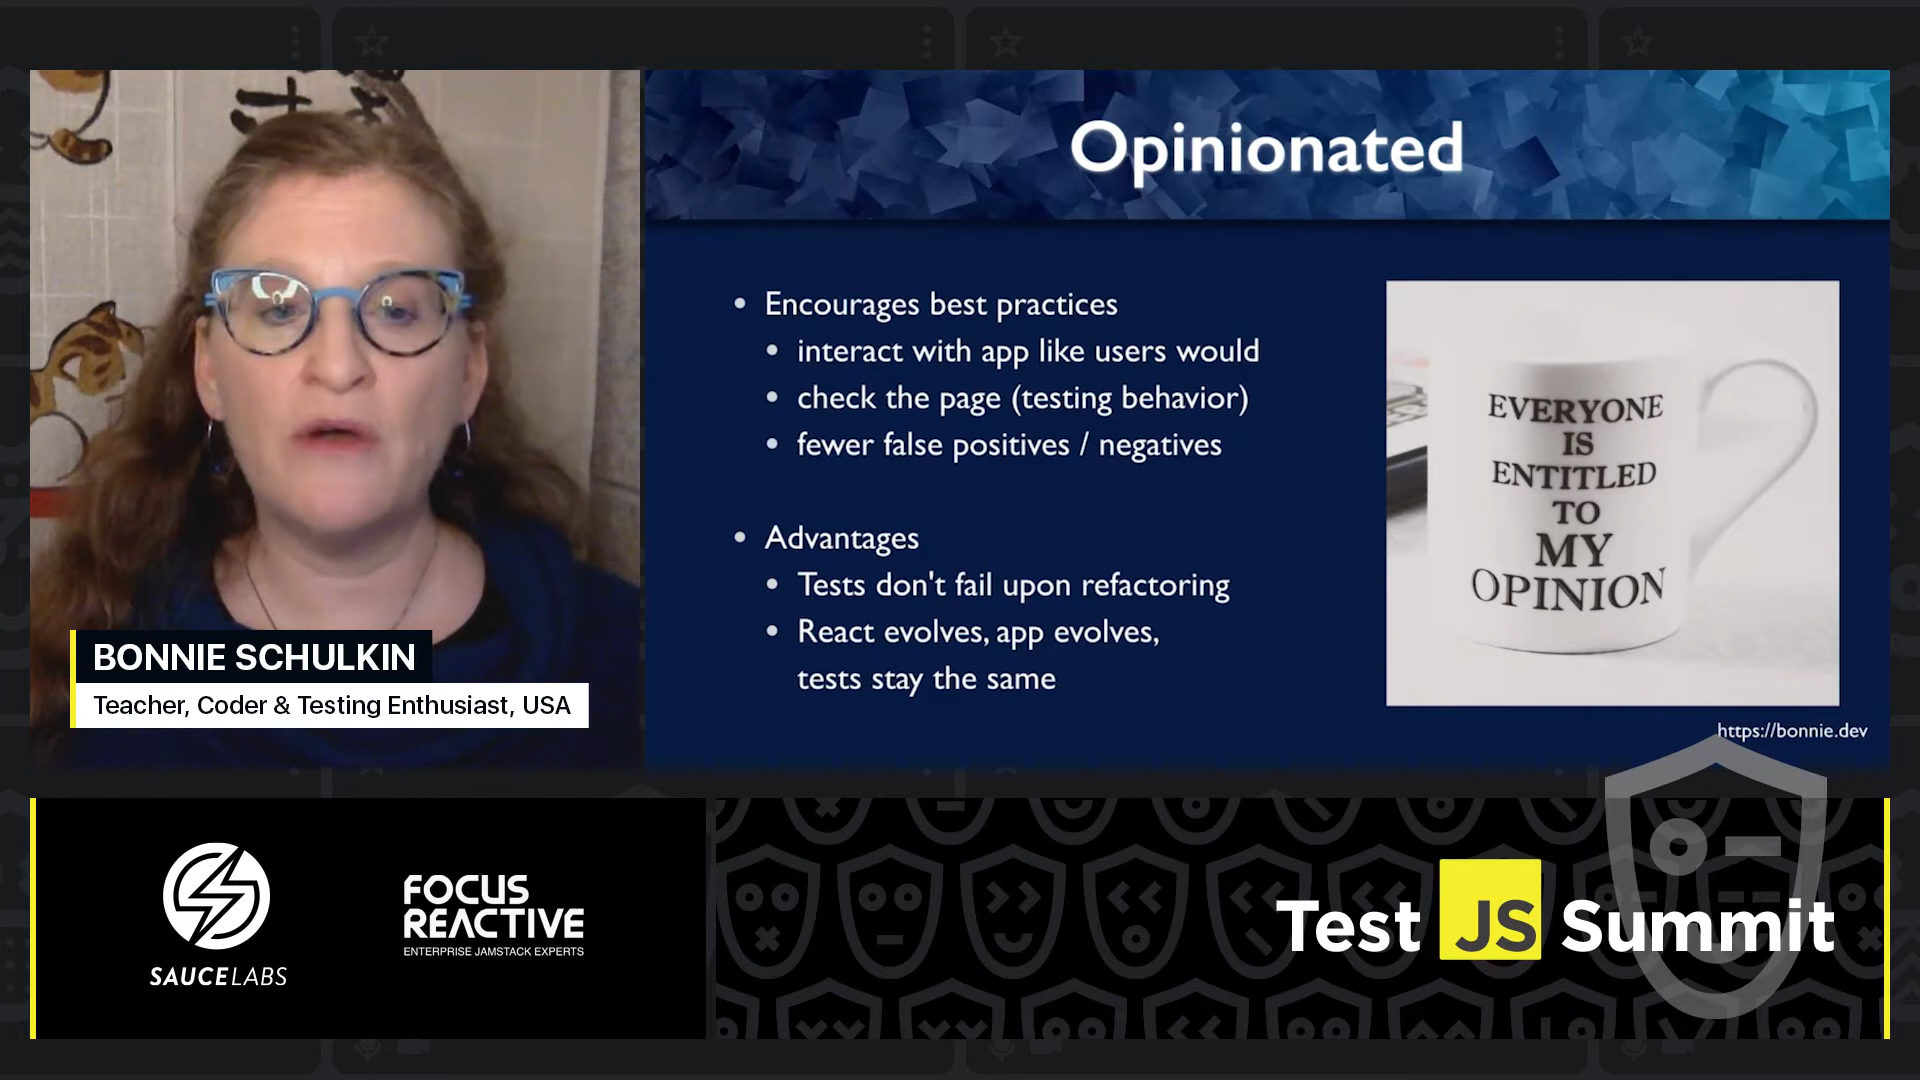 Opinionated
• Encourages best practices
• interact with app like users would
• check the page (testing behavior)
• fewer false positives / negatives
• Advantages
• Tests don't fail upon refactoring
• React evolves, app evolves,
tests stay the same
EVERYONE
IS
ENTITLED
TO
MY
OPINION
https://bonnie.dev
BONNIE SCHULKIN
Teacher, Coder & Testing Enthusiast, USA
SAUCELABS
FOCUS
REACTIVE
ENTERPRISE JAMSTACK EXPERTS
Test JS Summit